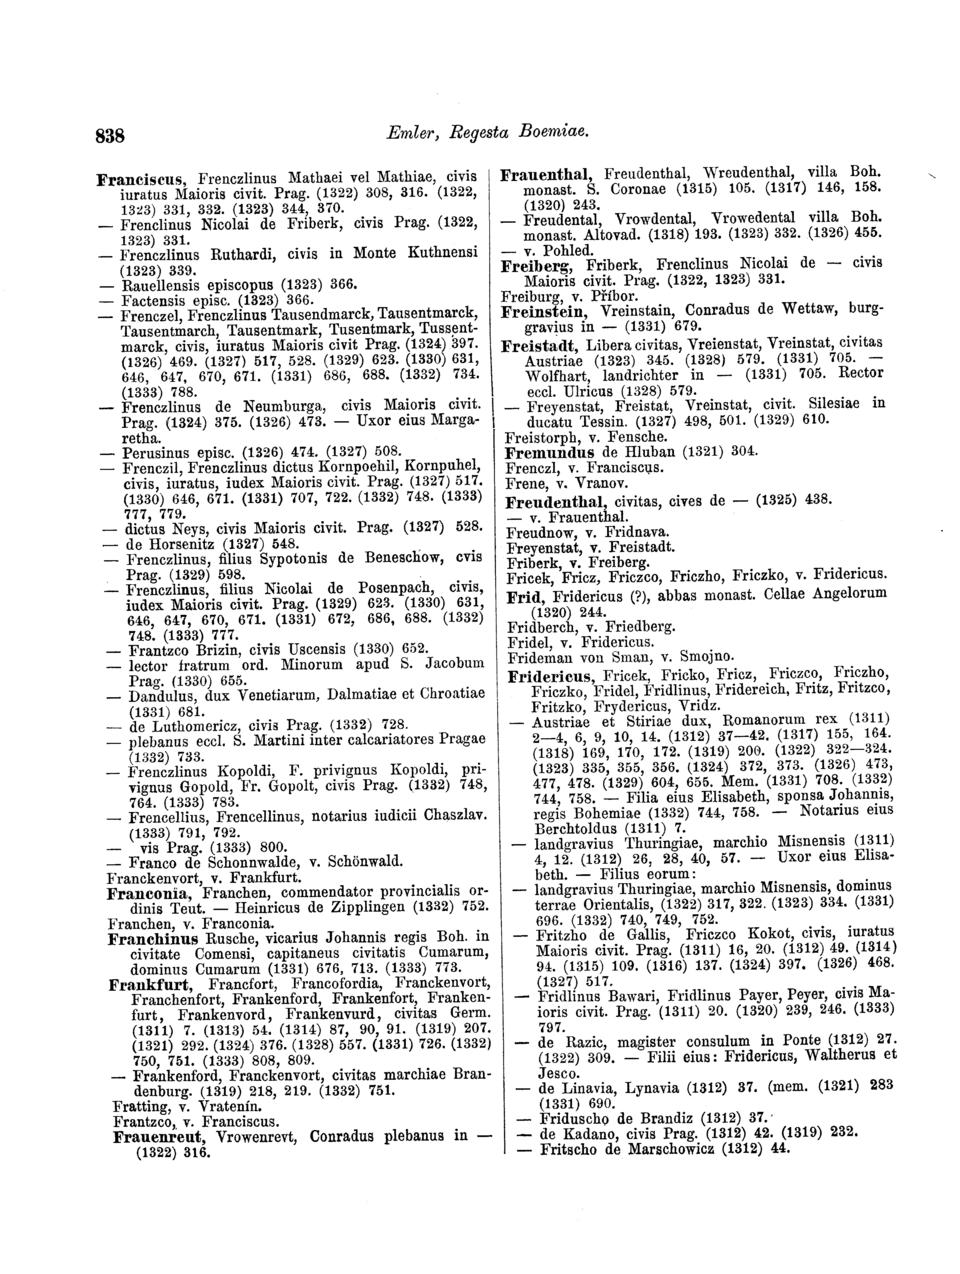 838
Emler, Regesta Boemiae.
Franciscus, Frenczlinus Mathaei vel Mathiae, civis
iuratus Maioris civit. Prag. (1322) 308, 316. (1322,
1323) 331, 332. (1323) 344, 370.
— Frenclinus Nicolai de Friberk, civis Prag. (1322,
1323) 331.
— Frenczlinus Ruthardi, civis in Monte Kuthnensi
(1323) 339.
— Rauellensis episcopus (1323) 366.
— Factensis episc. (1323) 366.
— Frenczel, Frenczlinus Tausendmarck, Tausentmarck,
Tausentmarch, Tausentmark, Tusentmark, Tussent-
marck, civis, iuratus Maioris civit Prag. (1324) 397.
(1326) 469. (1327) 517, 528. (1329) 623. (1330) 631,
646, 647, 670, 671. (1331) 686, 688. (1332) 734.
(1333) 788.
— Frenczlinus de Neumburga, civis Maioris civit.
Prag. (1324) 375. (1326) 473. — Uxor eius Marga-
retha.
— Perusinus episc. (1326) 474. (1327) 508.
— Frenczil, Frenczlinus dictus Kornpoehil, Kornpuhel,
civis, iuratus, iudex Maioris civit. Prag. (1327) 517.
(1330) 646, 671. (1331) 707, 722. (1332) 748. (1333)
777, 779.
— dictus Neys, civis Maioris civit. Prag. (1327) 528.
— de Horsenitz (1327) 548.
— Frenczlinus, filius Sypotonis de Beneschow, cvis
Prag. (1329) 598.
— Frenczlinus, filius Nicolai de Posenpach, civis,
iudex Maioris civit. Prag. (1329) 623. (1330) 631,
646, 647, 670, 671. (1331) 672, 686, 688. (1332)
748. (1333) 777.
— Frantzco Brizin, civis Uscensis (1330) 652.
— lector fratrum ord. Minorum apud S. Jacobum
Prag. (1330) 655.
— Dandulus, dux Venetiarum, Dalmatiae et Chroatiae
(1331) 681.
— de Luthomericz, civis Prag. (1332) 728.
— plebanus eccl. S. Martini inter calcariatores Pragae
(1332) 733.
— Frenczlinus Kopoldi, F. privignus Kopoldi, pri-
vignus Gopold, Fr. Gopolt, civis Prag. (1332) 748,
764. (1333) 783.
— Frencellius, Frencellinus, notarius iudicii Chaszlav.
(1333) 791, 792.
— vis Prag. (1333) 800.
— Franco de Schonnwalde, v. Schönwald.
Franckenvort, v. Frankfurt.
Franconia, Franchen, commendator provincialis or-
dinis Teut. — Heinricus de Zipplingen (1332) 752.
Franchen, v. Franconia.
Franchinus Rusche, vicarius Johannis regis Boh. in
civitate Comensi, capitaneus civitatis Cumarum,
dominus Cumarum (1331) 676, 713. (1333) 773.
Frankfurt, Francfort, Francofordia, Franckenvort,
Franchenfort, Frankenford, Frankenfort, Franken-
furt, Frankenvord, Frankenvurd, civitas Germ.
(1311) 7. (1313) 54. (1314) 87, 90, 91. (1319) 207.
(1321) 292. (1324) 376. (1328) 557. (1331) 726. (1332)
750, 751. (1333) 808, 809.
— Frankenford, Franckenvort, civitas marchiae Bran-
denburg. (1319) 218, 219. (1332) 751.
Fratting, v. Vratenín.
Frantzco, v. Franciscus.
Frauenreut, Vrowenrevt, Conradus plebanus in —
(1322) 316.
Frauenthal, Freudenthal, Wreudenthal, villa Boh.
monast. S. Coronae (1315) 105. (1317) 146, 158.
(1320) 243.
— Freudental, Vrowdental, Vrowedental villa Boh.
monast. Altovad. (1318) 193. (1323) 332. (1326) 455.
— v. Pohled.
Freiberg, Friberk, Frenclinus Nicolai de — civis
Maioris civit. Prag. (1322, 1323) 331.
Freiburg, v. Příbor.
Freinstein, Vreinstain, Conradus de Wettaw, burg-
gravius in — (1331) 679.
Freistadt, Libera civitas, Vreienstat, Vreinstat, civitas
Austriae (1323) 345. (1328) 579. (1331) 705. —
Wolfhart, landrichter in — (1331) 705. Rector
eccl. Ulricus (1328) 579.
— Freyenstat, Freistat, Vreinstat, civit. Silesiae in
ducatu Tessin. (1327) 498, 501. (1329) 610.
Freistorph, v. Fensche.
Fremundus de Hluban (1321) 304.
Frenczl, v. Franciscus.
Frene, v. Vranov.
Freudenthal, civitas, cives de — (1325) 438.
— v. Frauenthal.
Freudnow, v. Fridnava.
Freyenstat, v. Freistadt.
Friberk, v. Freiberg.
Fricek, Fricz, Friczco, Friczho, Friczko, v. Fridericus.
Frid, Fridericus (?), abbas monast. Cellae Angelorum
(1320) 244.
Fridberch, v. Friedberg.
Fridel, v. Fridericus.
Frideman von Sman, v. Smojno.
Fridericus, Fricek, Fricko, Fricz, Friczco, Friczho,
Friczko, Fridel, Fridlinus, Fridereich, Fritz, Fritzco,
Fritzko, Frydericus, Vridz.
— Austriae et Stiriae dux, Romanorum rex (1311)
2—4, 6, 9, 10, 14. (1312) 37—42. (1317) 155, 164.
(1318) 169, 170, 172. (1319) 200. (1322) 322—324.
(1323) 335, 355, 356. (1324) 372, 373. (1326) 473,
477, 478. (1329) 604, 655. Mem. (1331) 708. (1332)
744, 758. — Filia eius Elisabeth, sponsa Johannis,
regis Bohemiae (1332) 744, 758. — Notarius eius
Berchtoldus (1311) 7.
— landgravius Thuringiae, marchio Misnensis (1311)
4, 12. (1312) 26, 28, 40, 57. — Uxor eius Elisa-
beth. — Filius eorum:
— landgravius Thuringiae, marchio Misnensis, dominus
terrae Orientalis, (1322) 317, 322. (1323) 334. (1331)
696. (1332) 740, 749, 752.
— Fritzho de Gallis, Friczco Kokot, civis, iuratus
Maioris civit. Prag. (1311) 16, 20. (1312) 49. (1314)
94. (1315) 109. (1316) 137. (1324) 397. (1326) 468.
(1327) 517.
— Fridlinus Bawari, Fridlinus Payer, Peyer, civis Ma-
ioris civit. Prag. (1311) 20. (1320) 239, 246. (1333)
797.
— de Razic, magister consulum in Ponte (1312) 27.
(1322) 309. — Filii eius: Fridericus, Waltherus et
Jesco.
— de Linavia, Lynavia (1312) 37. (mem. (1321) 283
(1331) 690.
— Friduscho de Brandiz (1312) 37.
— de Kadano, civis Prag. (1312) 42. (1319) 232.
— Fritscho de Marschowicz (1312) 44.